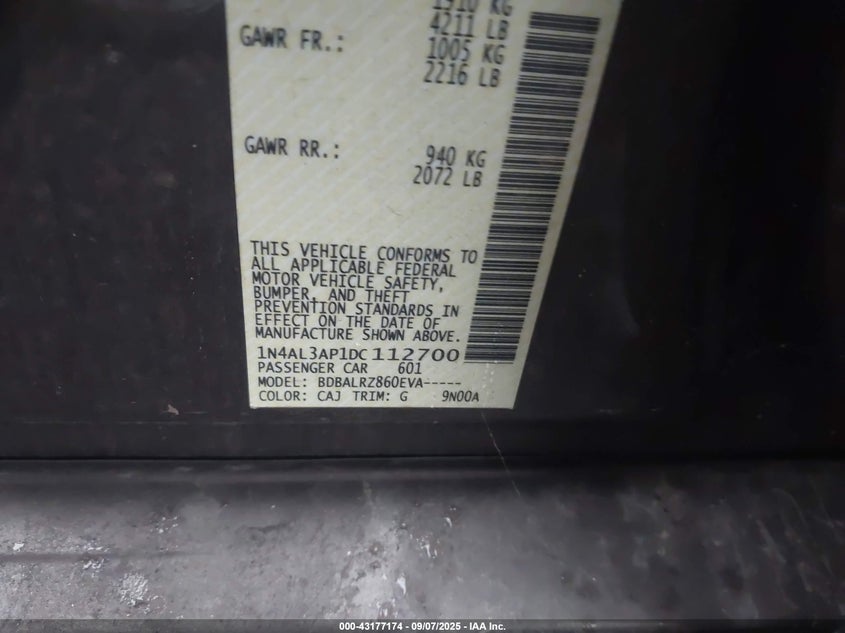 1910 KG
4211 LB
GAWR FR.: 1005 KG
2216 LB
GAWR RR.: 940 KG
2072 LB
THIS VEHICLE CONFORMS TO
ALL APPLICABLE FEDERAL
MOTOR VEHICLE SAFETY,
BUMPER, AND THEFT
PREVENTION STANDARDS IN
EFFECT ON THE DATE OF
MANUFACTURE SHOWN ABOVE.
1N4AL3AP1DC112700
PASSENGER CAR 601
MODEL: BDBALRZ860EVA-----
COLOR: CAJ TRIM: G 9N00A
000-43177174 - 09/07/2025 - IAA Inc.